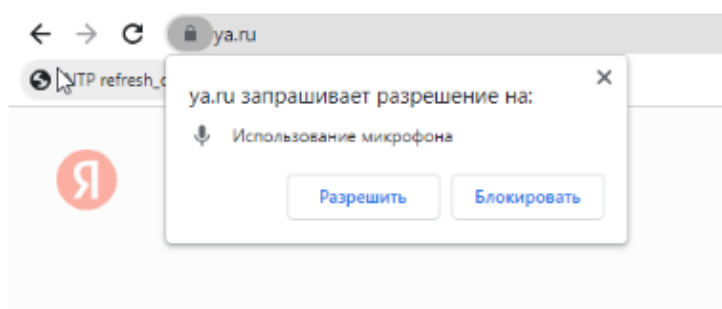 ya.ru
NTP refresh_
ya.ru запрашивает разрешение на:
Использование микрофона
Я
Разрешить Блокировать